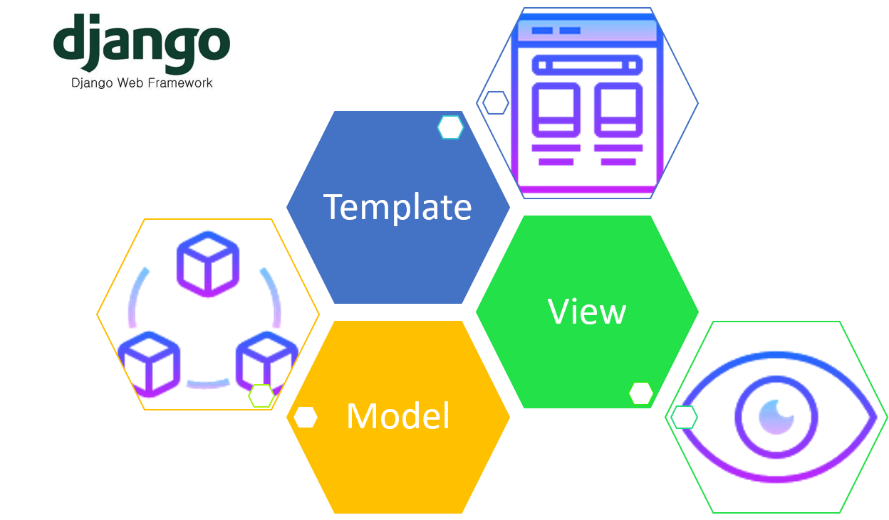 django
Django Web Framework
Template
View
Model